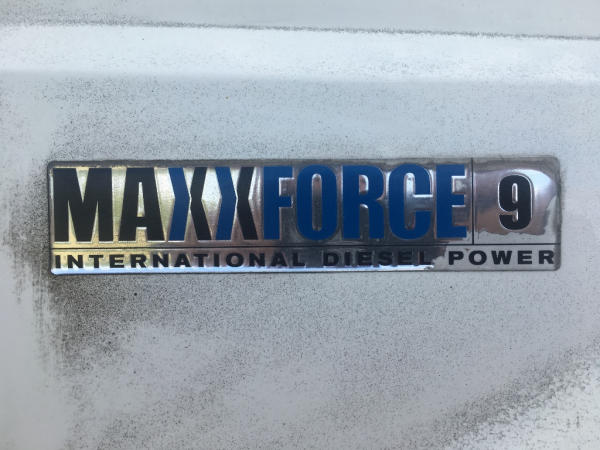 MAXXFORCE 9
INTERNATIONAL DIESEL POWER